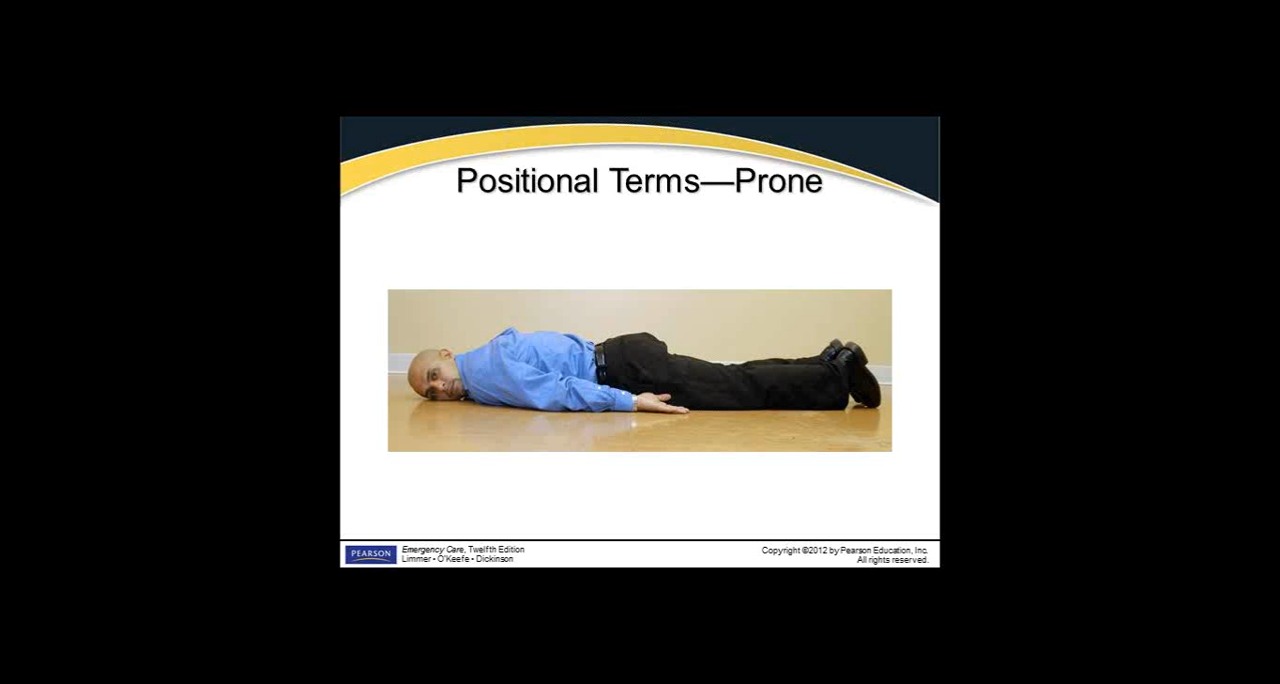 Positional Terms—Prone
PEARSON
Emergency Care, Twelfth Edition
Limmer • O'Keefe • Dickinson
Copyright ©2012 by Pearson Education, Inc.
All rights reserved.